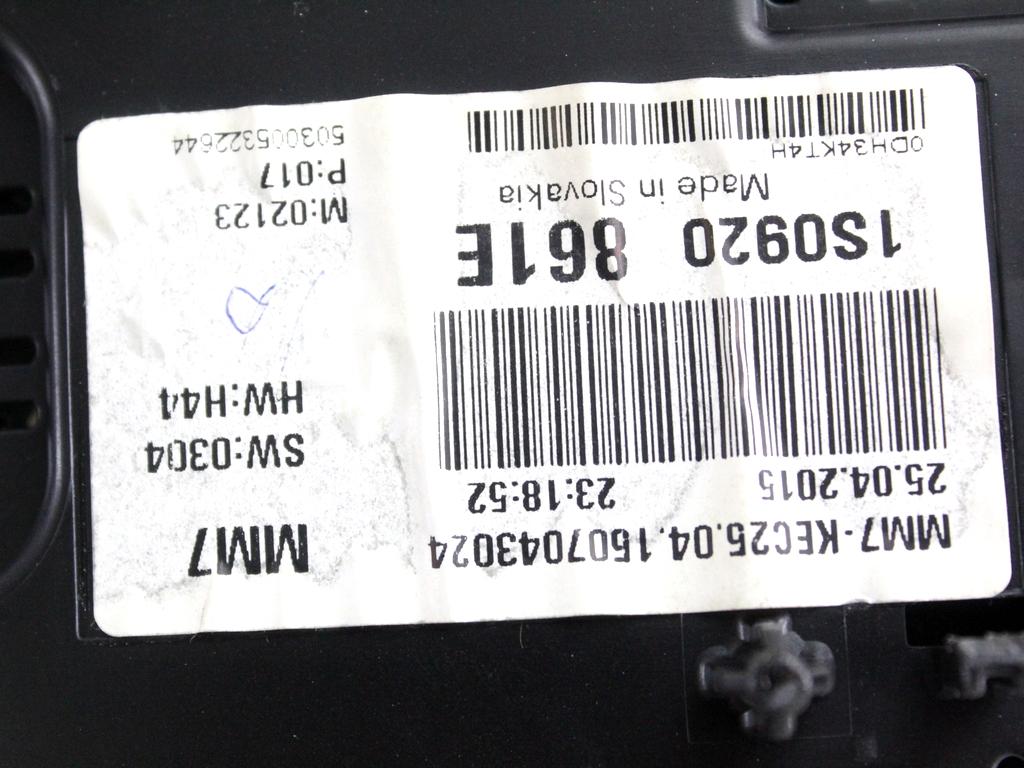 MM7-KEC25.04.1507043024
25.04.2015 23:18:52
1S0920 861E
Made in Slovakia
0DH34KT4H
MM7
SW:0304
HW:H44
M:02123
P:017
503005322644